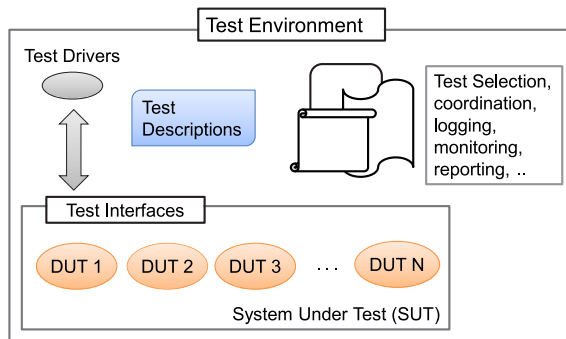 Test Environment
Test Drivers
Test
Descriptions
Test Selection,
coordination,
logging,
monitoring,
reporting, ..
Test Interfaces
DUT 1
DUT 2
DUT 3
...
DUT N
System Under Test (SUT)